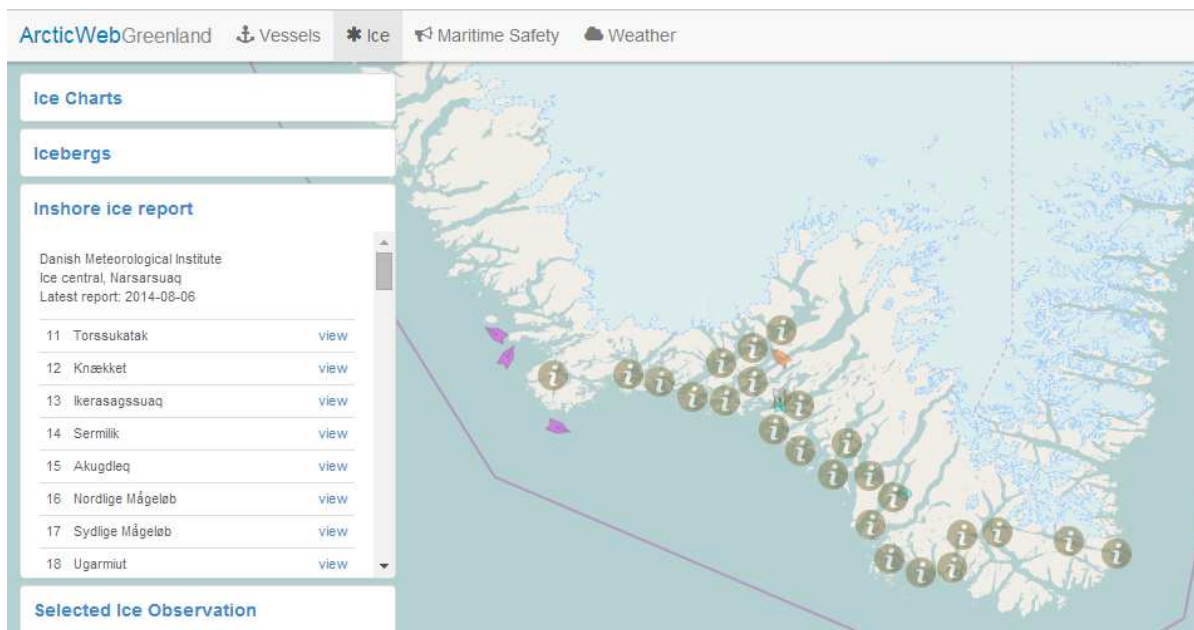 ArcticWebGreenland Vessels Ice Maritime Safety Weather
Ice Charts
Icebergs
Inshore ice report
Danish Meteorological Institute
Ice central, Narsarsuaq
Latest report: 2014-08-06
11 Torssukatak view
12 Knækket view
13 Ikerasagssuaq view
14 Sermilik view
15 Akugdleq view
16 Nordlige Mågeløb view
17 Sydlige Mågeløb view
18 Ugarmiut view
Selected Ice Observation